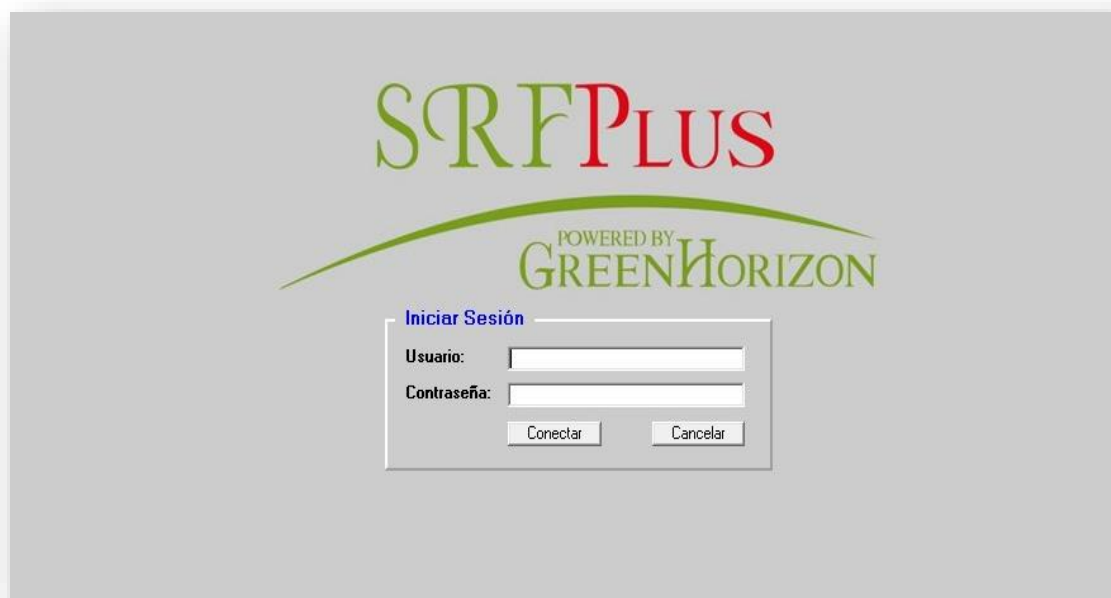 SRFPLUS
POWERED BY
GREENHORIZON
Iniciar Sesión
Usuario:
Contraseña:
Conectar Cancelar